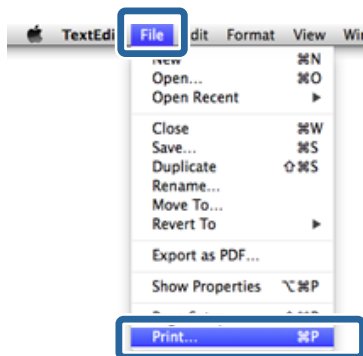 TextEdi File dit Format View Wi
New ⌘N
Open... ⌘O
Open Recent ▶
Close ⌘W
Save... ⌘S
Duplicate ⇧⌘S
Rename...
Move To...
Revert To ▶
Export as PDF...
Show Properties ⌥⌘P
Print... ⌘P